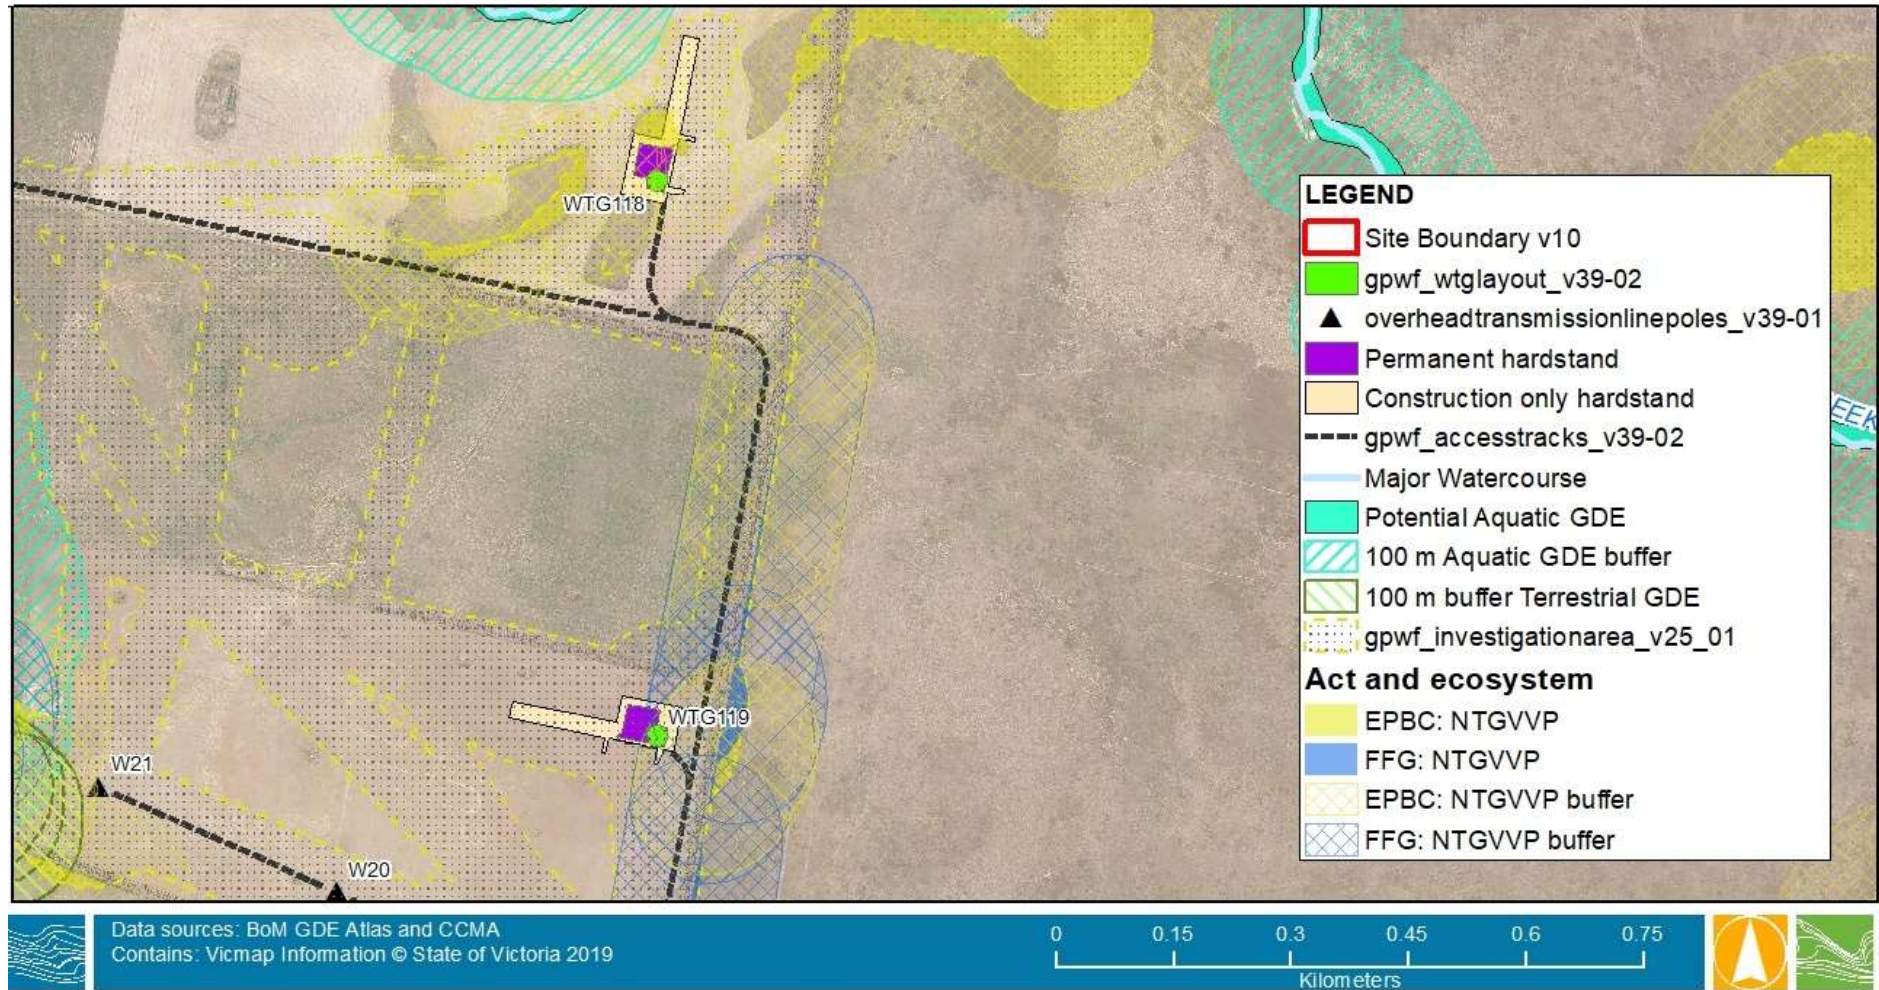 WTG118
LEGEND
Site Boundary v10
gpwf_wtglayout_v39-02
overheadtransmissionlinepoles_v39-01
Permanent hardstand
Construction only hardstand
gpwf_accesstracks_v39-02
EEK
Major Watercourse
Potential Aquatic GDE
100 m Aquatic GDE buffer
100 m buffer Terrestrial GDE
gpwf_investigationarea_v25_01
Act and ecosystem
EPBC: NTGVVP
FFG: NTGVVP
EPBC: NTGVVP buffer
FFG: NTGVVP buffer
WTG119
W21
W20
Data sources: BoM GDE Atlas and CCMA
Contains: Vicmap Information © State of Victoria 2019
0 0.15 0.3 0.45 0.6 0.75
Kilometers